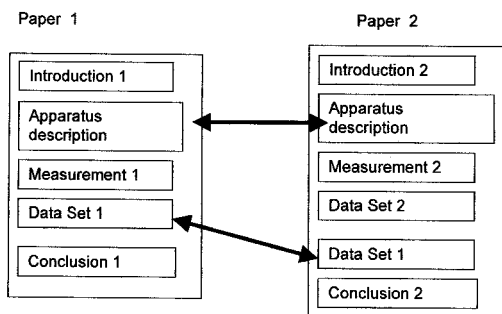 Paper 1
Introduction 1
Apparatus
description
Measurement 1
Data Set 1
Conclusion 1
Paper 2
Introduction 2
Apparatus
description
Measurement 2
Data Set 2
Data Set 1
Conclusion 2